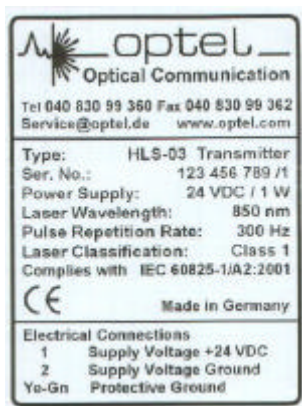 optel
Optical Communication
Tel 040 830 99 360 Fax 040 830 99 362
Service@optel.de www.optel.com
Type: HLS-03 Transmitter
Ser. No.: 123 456 789 /1
Power Supply: 24 VDC / 1 W
Laser Wavelength: 850 nm
Pulse Repetition Rate: 300 Hz
Laser Classification: Class 1
Complies with IEC 60825-1/A2:2001
CE Made in Germany
Electrical Connections
1 Supply Voltage +24 VDC
2 Supply Voltage Ground
Ye-Gn Protective Ground